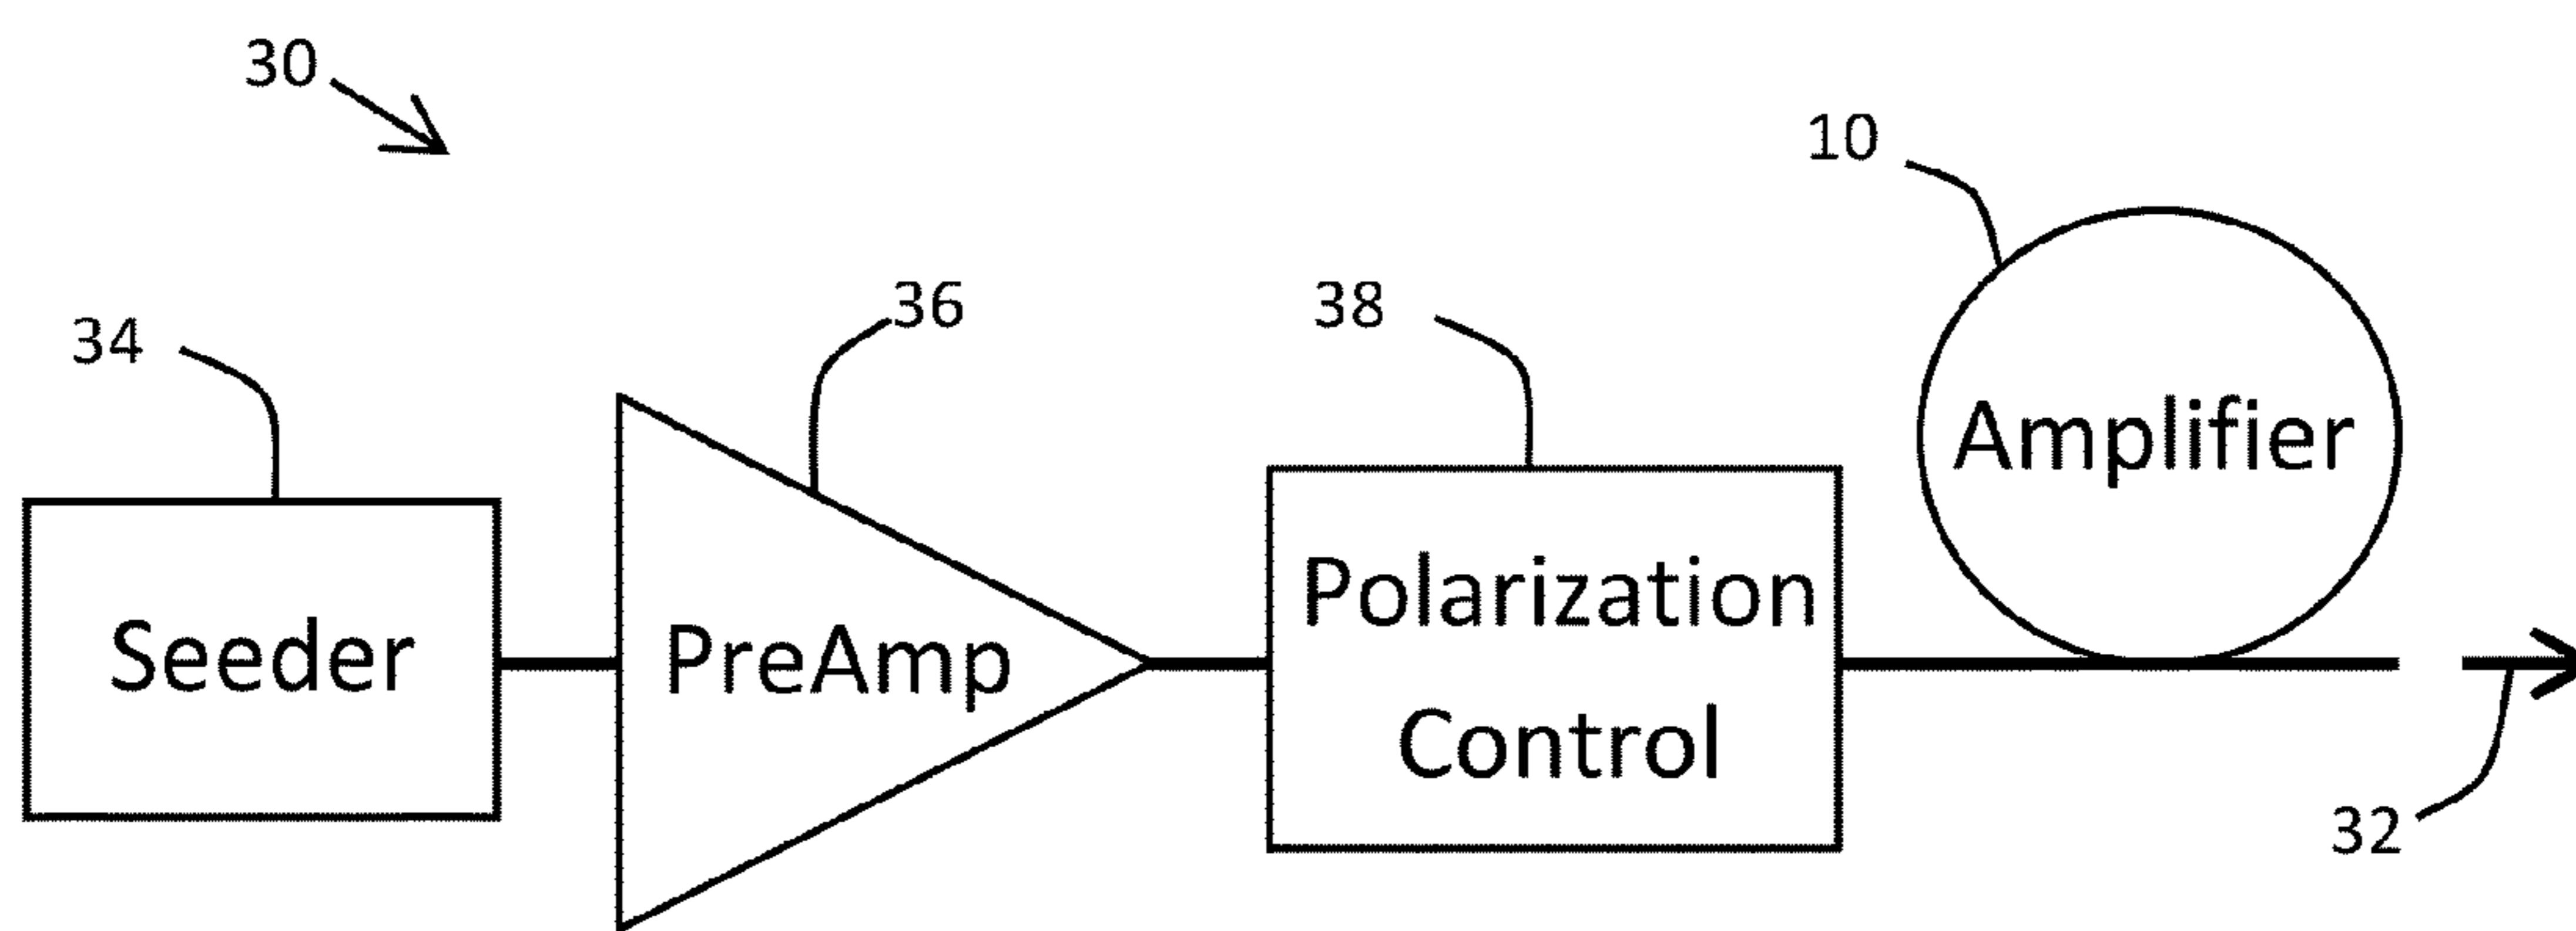 30
10
36
38
34
Amplifier
Polarization
Seeder
PreAmp
Control
32